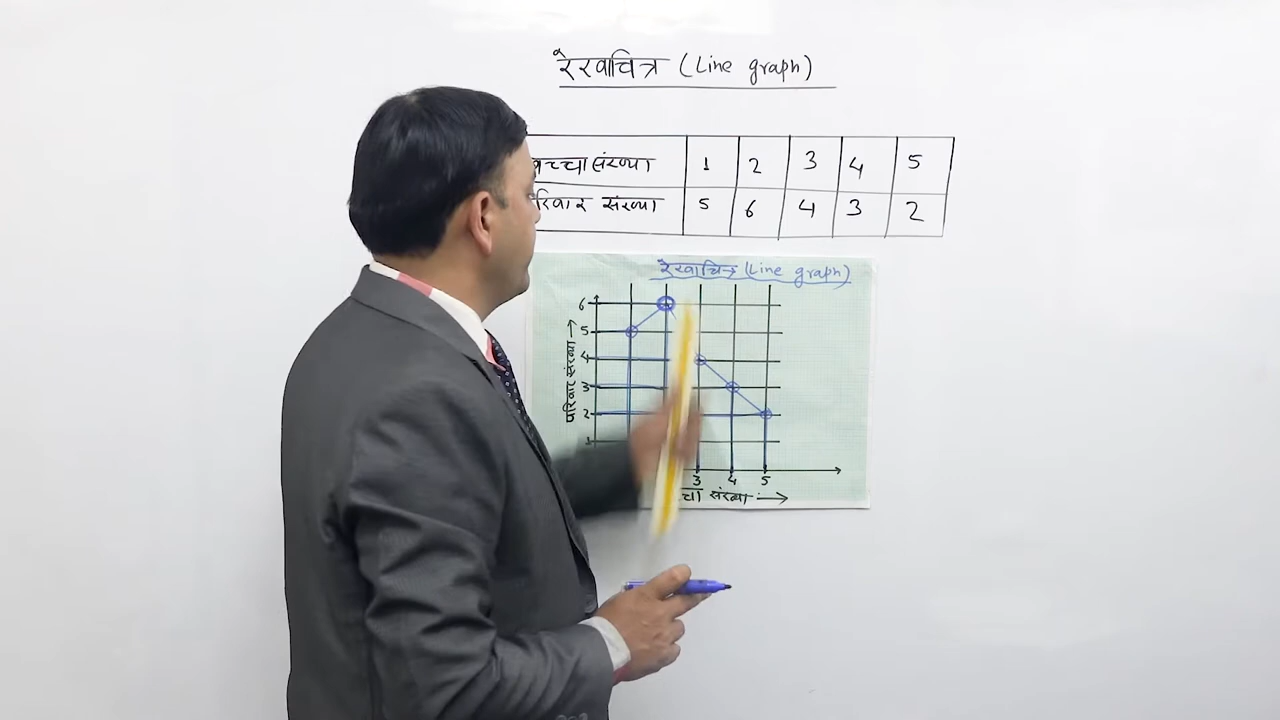 रेखाचित्र (Line graph)
संख्या 1 2 3 4 5
संख्या 5 6 4 3 2
रेखाचित्र (Line graph)
6
5
4
3
2
1
परिवार संख्या →
3 4 5
संख्या →